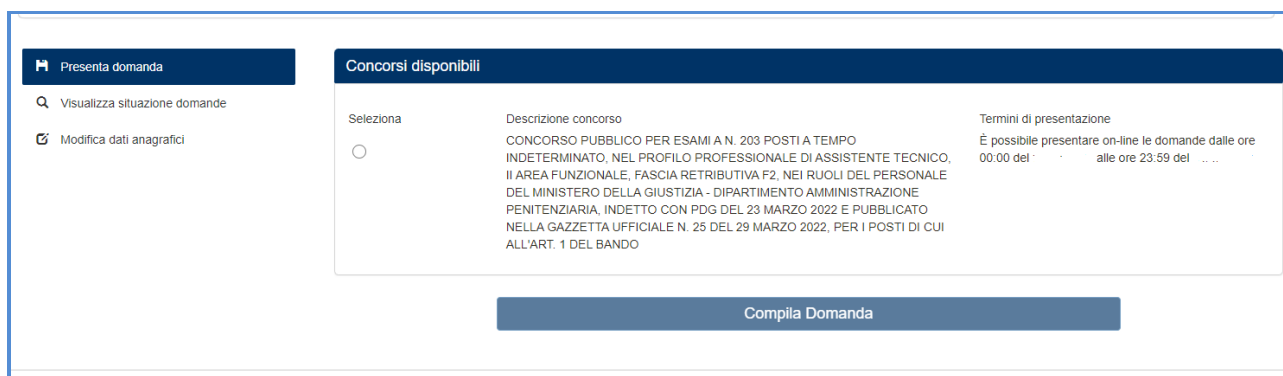 Presenta domanda
Visualizza situazione domande
Modifica dati anagrafici
Concorsi disponibili
Seleziona
Descrizione concorso
CONCORSO PUBBLICO PER ESAMI A N. 203 POSTI A TEMPO
INDETERMINATO, NEL PROFILO PROFESSIONALE DI ASSISTENTE TECNICO,
II AREA FUNZIONALE, FASCIA RETRIBUTIVA F2, NEI RUOLI DEL PERSONALE
DEL MINISTERO DELLA GIUSTIZIA - DIPARTIMENTO AMMINISTRAZIONE
PENITENZIARIA, INDETTO CON PDG DEL 23 MARZO 2022 E PUBBLICATO
NELLA GAZZETTA UFFICIALE N. 25 DEL 29 MARZO 2022, PER I POSTI DI CUI
ALL'ART. 1 DEL BANDO
Termini di presentazione
È possibile presentare on-line le domande dalle ore
00:00 del alle ore 23:59 del
Compila Domanda